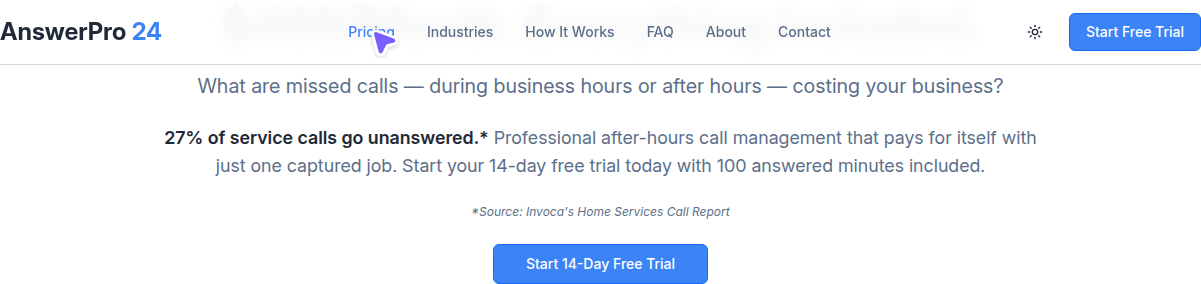 AnswerPro 24
Pricing
Industries
How It Works
FAQ
About
Contact
Start Free Trial
What are missed calls — during business hours or after hours — costing your business?
27% of service calls go unanswered.* Professional after-hours call management that pays for itself with
just one captured job. Start your 14-day free trial today with 100 answered minutes included.
*Source: Invoca's Home Services Call Report
Start 14-Day Free Trial